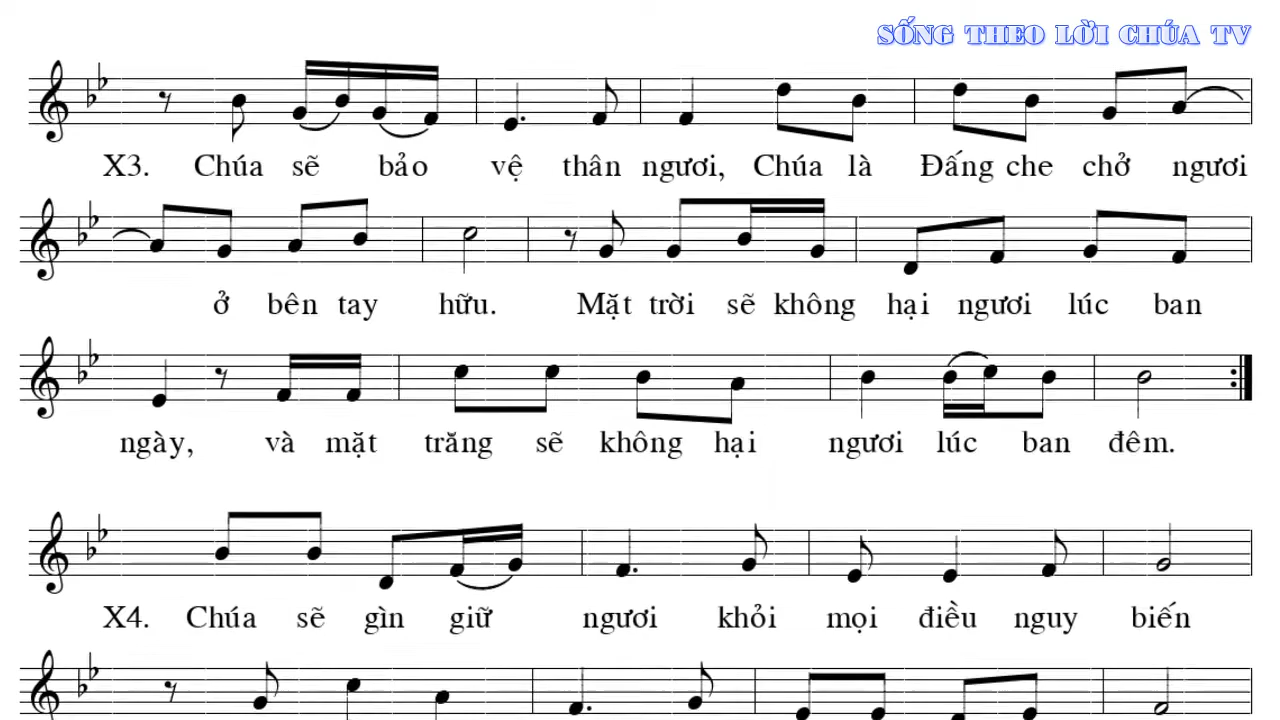 SỐNG THEO LỜI CHÚA TV
X3. Chúa sẽ bảo vệ thân ngươi, Chúa là Đấng che chở ngươi
ở bên tay hữu. Mặt trời sẽ không hại ngươi lúc ban
ngày, và mặt trăng sẽ không hại ngươi lúc ban đêm.
X4. Chúa sẽ gìn giữ ngươi khỏi mọi điều nguy biến